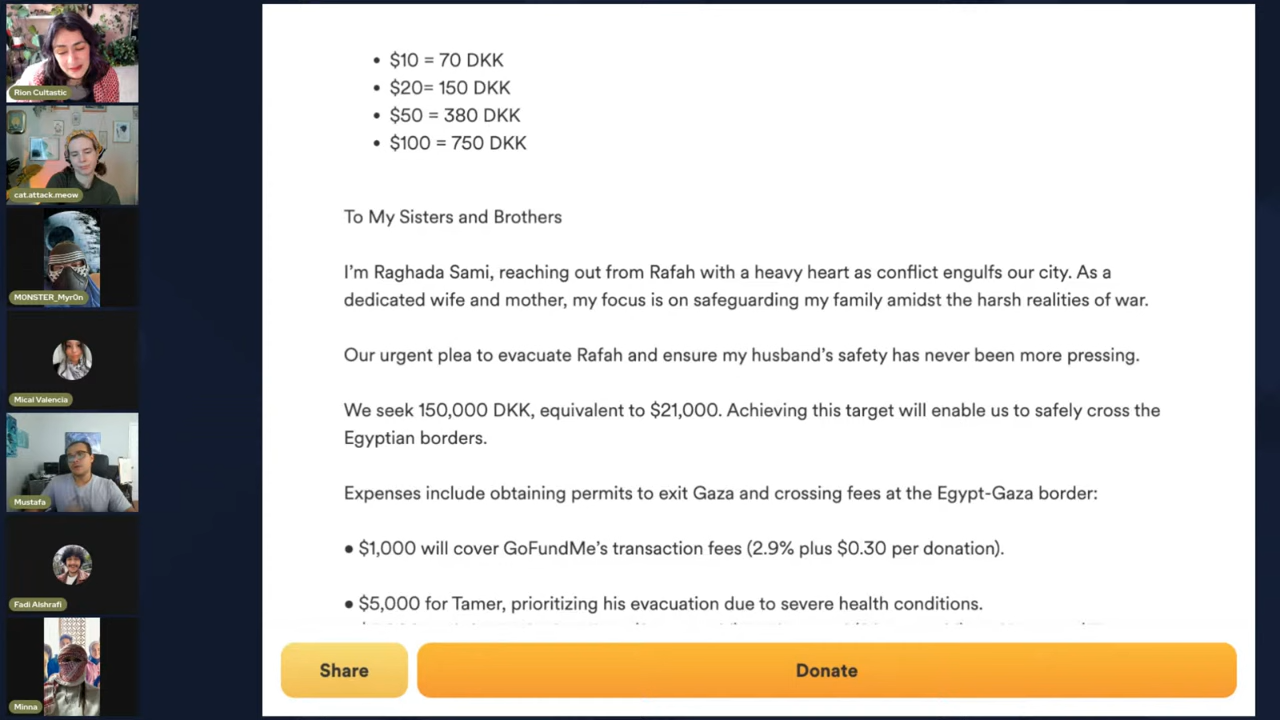 Rion Cultastic
cat.attack.meow
M0NSTER_Myr0n
Mical Valencia
Mustafa
Fadi Alshrafi
Minna
• $10 = 70 DKK
• $20= 150 DKK
• $50 = 380 DKK
• $100 = 750 DKK
To My Sisters and Brothers
I’m Raghada Sami, reaching out from Rafah with a heavy heart as conflict engulfs our city. As a
dedicated wife and mother, my focus is on safeguarding my family amidst the harsh realities of war.
Our urgent plea to evacuate Rafah and ensure my husband’s safety has never been more pressing.
We seek 150,000 DKK, equivalent to $21,000. Achieving this target will enable us to safely cross the
Egyptian borders.
Expenses include obtaining permits to exit Gaza and crossing fees at the Egypt-Gaza border:
● $1,000 will cover GoFundMe’s transaction fees (2.9% plus $0.30 per donation).
● $5,000 for Tamer, prioritizing his evacuation due to severe health conditions.
Share
Donate